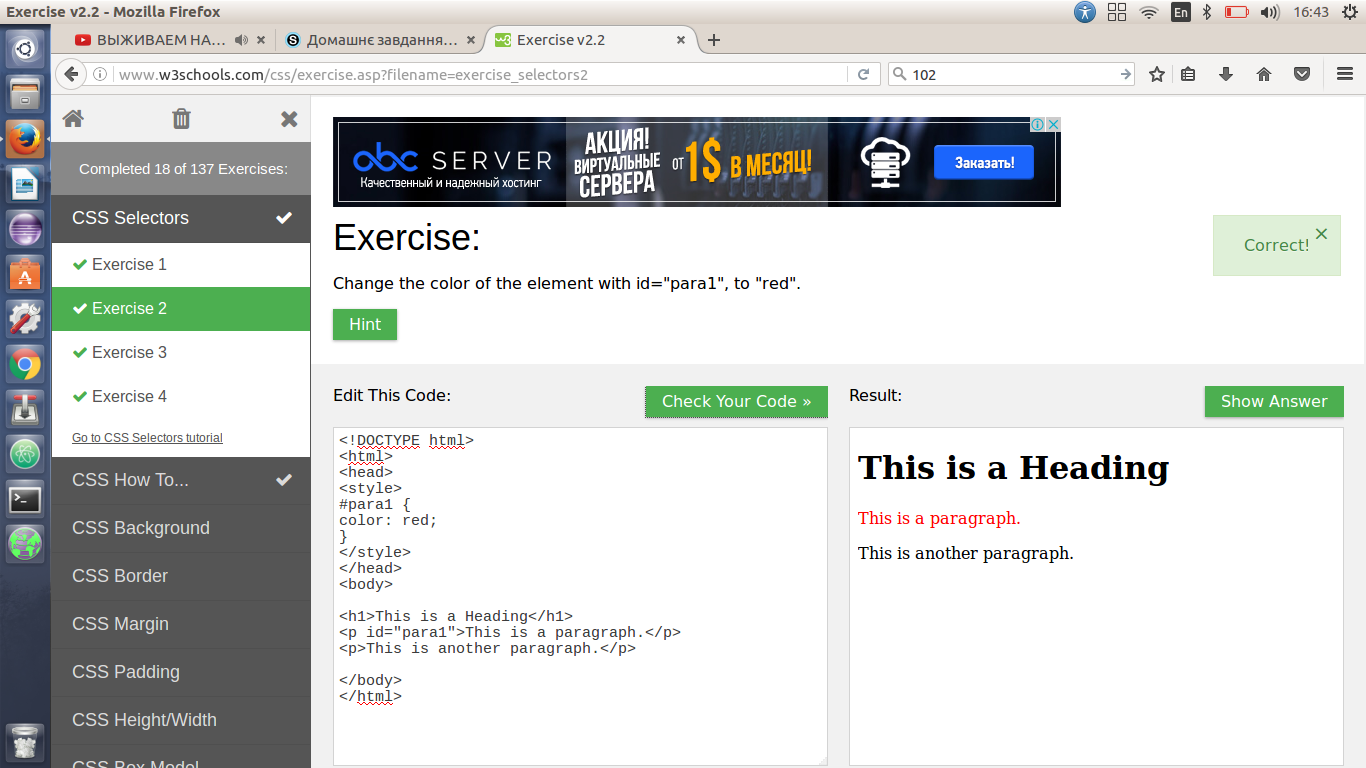 Exercise v2.2 - Mozilla Firefox
En
16:43
ВЫЖИВАЕМ НА...
Домашнє завдання...
Exercise v2.2
www.w3schools.com/css/exercise.asp?filename=exercise_selectors2
102
Completed 18 of 137 Exercises:
CSS Selectors
Exercise 1
Exercise 2
Exercise 3
Exercise 4
Go to CSS Selectors tutorial
CSS How To...
CSS Background
CSS Border
CSS Margin
CSS Padding
CSS Height/Width
CSS Box Model
abc SERVER
Качественный и надежный хостинг
АКЦИЯ!
ВИРТУАЛЬНЫЕ
СЕРВЕРА
ОТ 1$ В МЕСЯЦ!
Заказать!
Exercise:
Correct!
Change the color of the element with id="para1", to "red".
Hint
Edit This Code:
Check Your Code »
<!DOCTYPE html>
<html>
<head>
<style>
#para1 {
color: red;
}
</style>
</head>
<body>
<h1>This is a Heading</h1>
<p id="para1">This is a paragraph.</p>
<p>This is another paragraph.</p>
</body>
</html>
Result:
Show Answer
This is a Heading
This is a paragraph.
This is another paragraph.